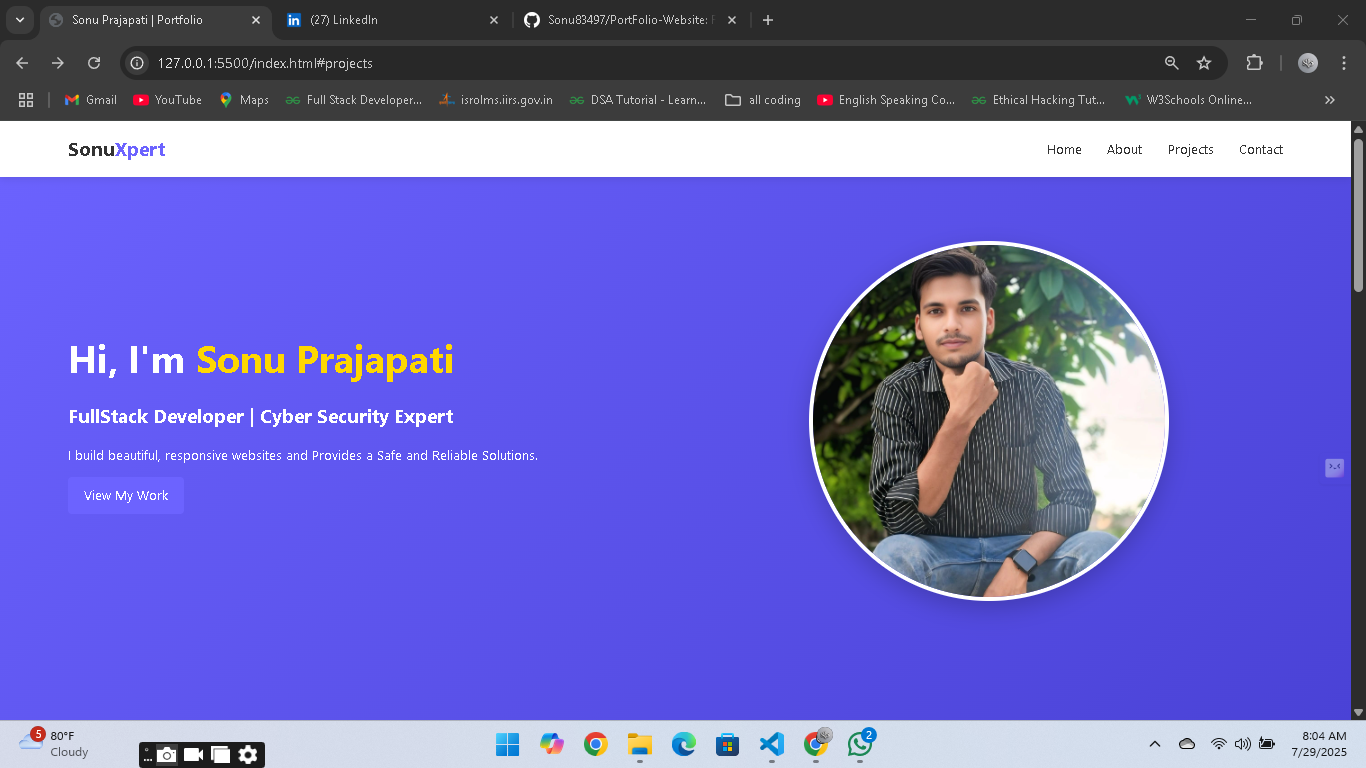 Sonu Prajapati | Portfolio
(27) LinkedIn
Sonu83497/PortFolio-Website:
127.0.0.1:5500/index.html#projects
Gmail
YouTube
Maps
Full Stack Developer...
isrolms.iirs.gov.in
DSA Tutorial - Learn...
all coding
English Speaking Co...
Ethical Hacking Tut...
W3Schools Online...
SonuXpert
Home
About
Projects
Contact
Hi, I'm Sonu Prajapati
FullStack Developer | Cyber Security Expert
I build beautiful, responsive websites and Provides a Safe and Reliable Solutions.
View My Work
5
80°F
Cloudy
2
8:04 AM
7/29/2025